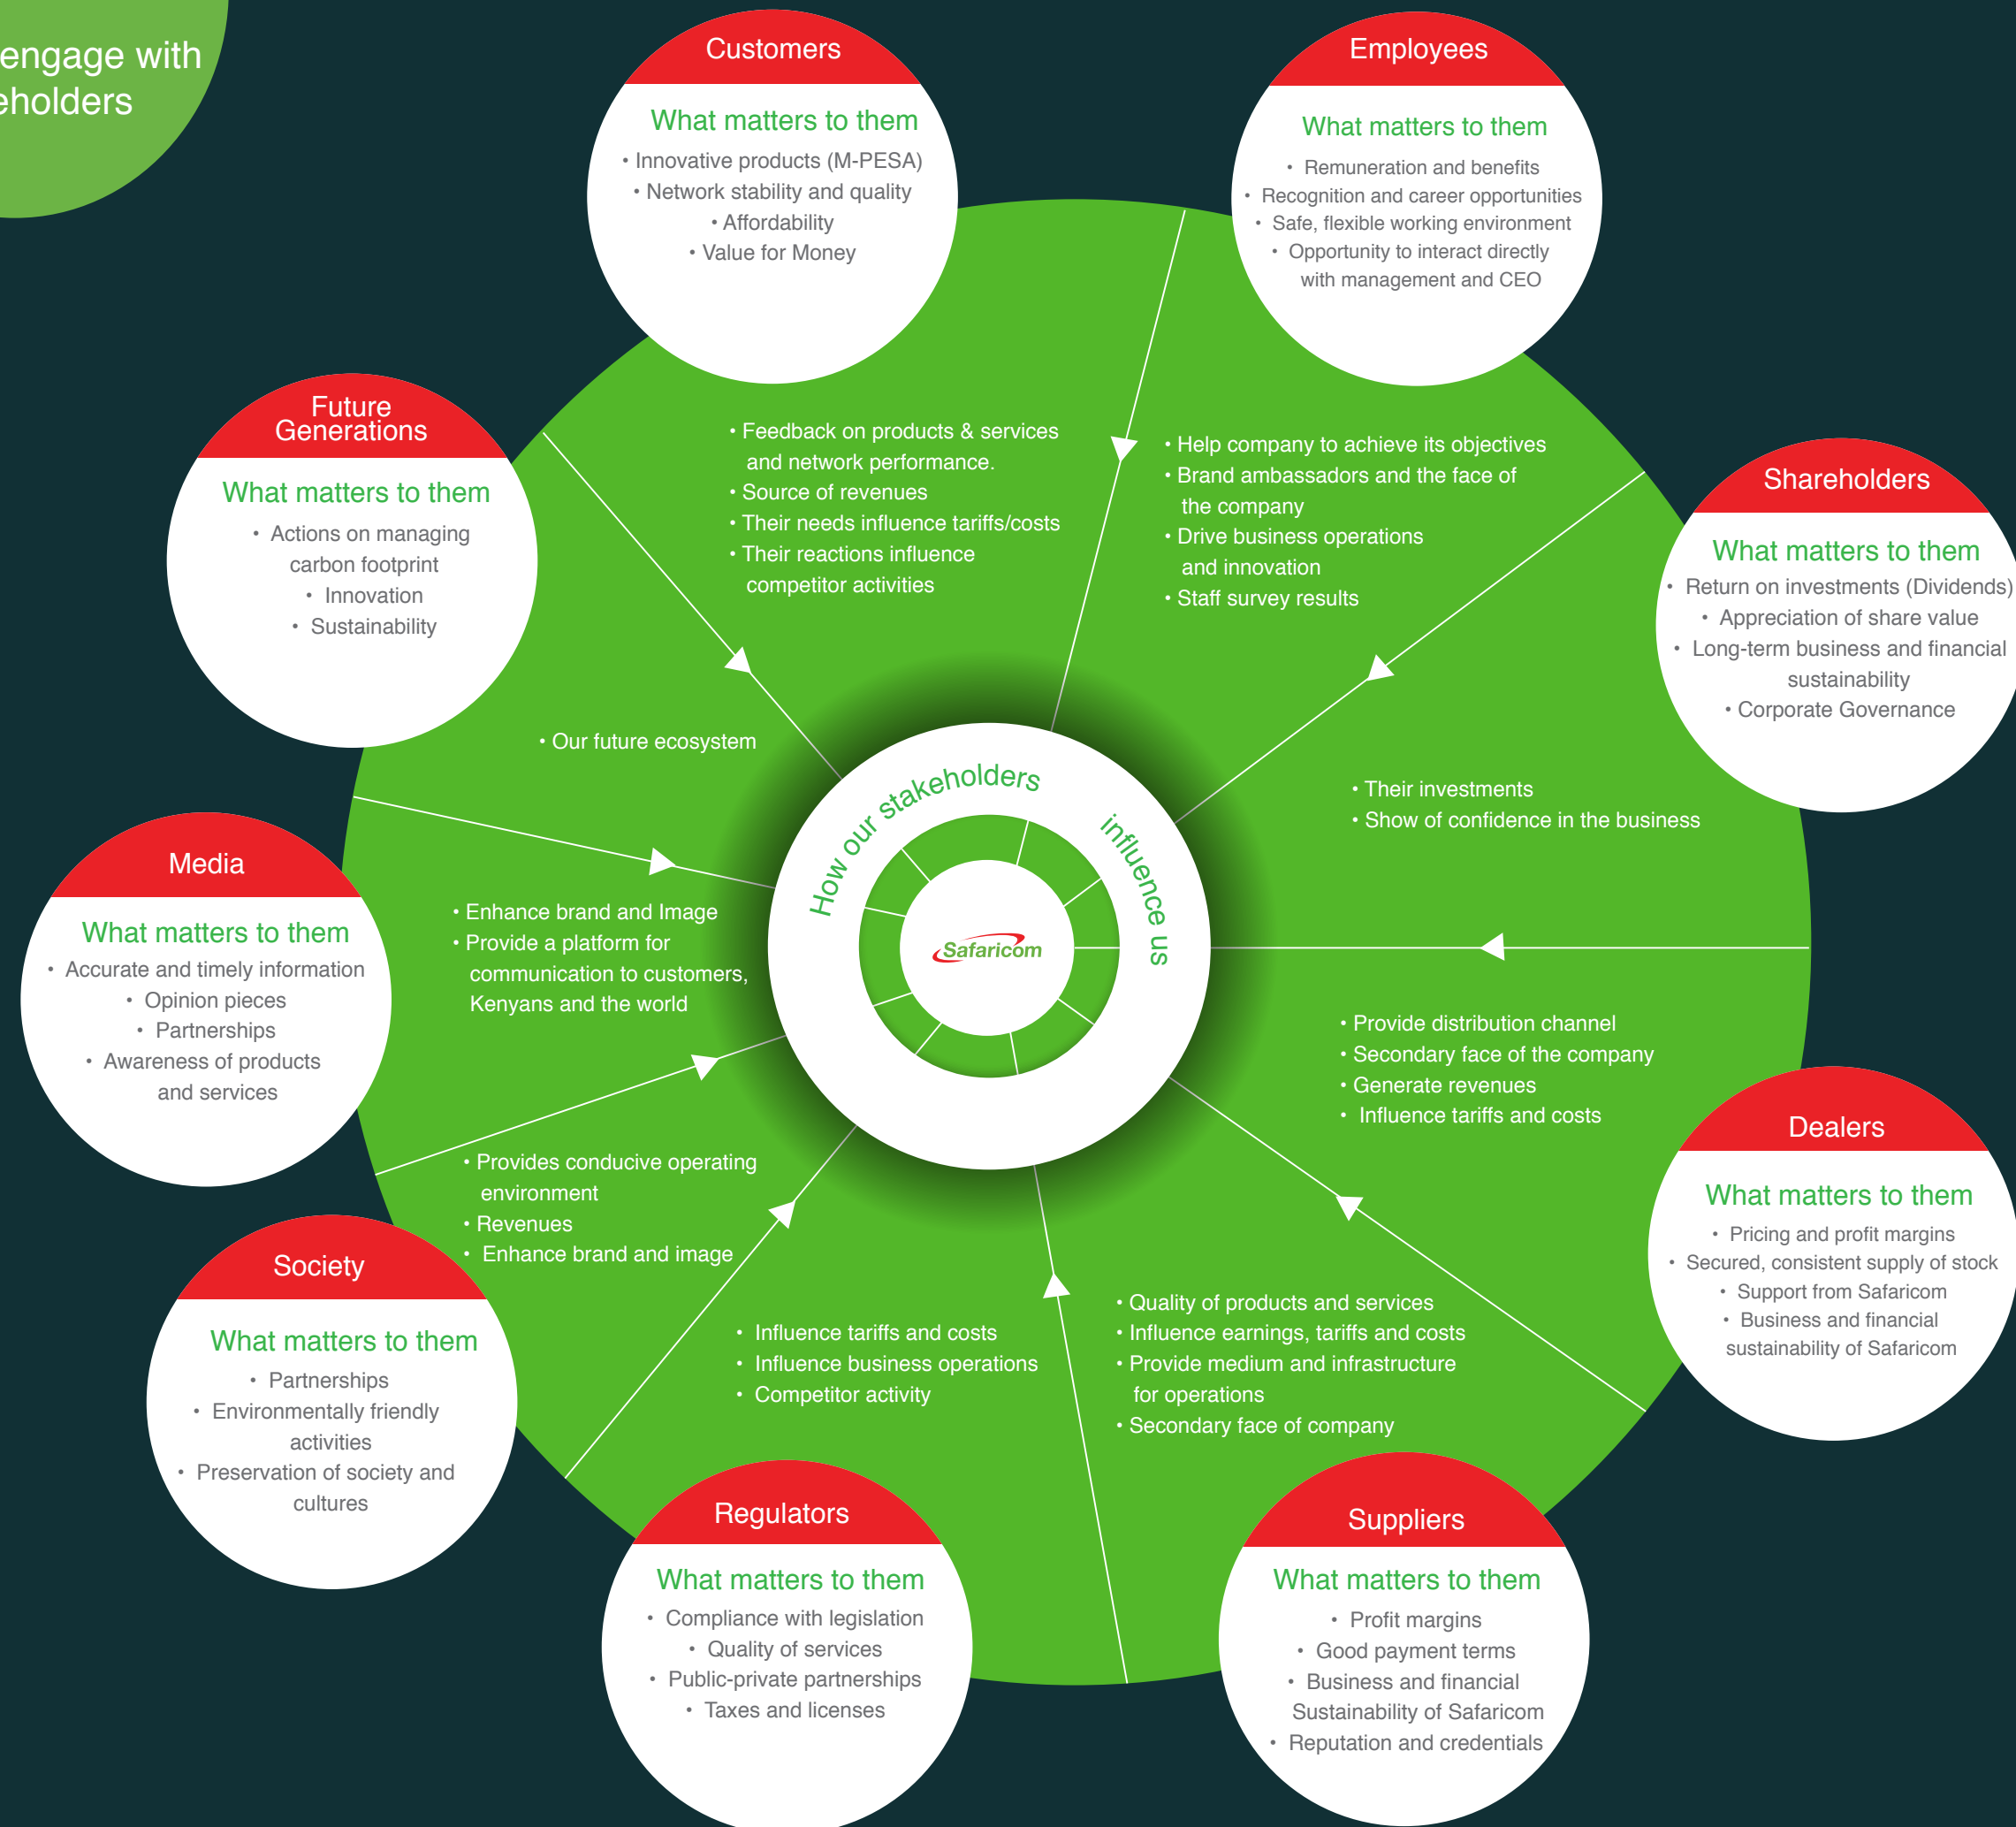 engage with
eholders
Customers
What matters to them
• Innovative products (M-PESA)
• Network stability and quality
• Affordability
• Value for Money
Employees
What matters to them
• Remuneration and benefits
• Recognition and career opportunities
• Safe, flexible working environment
• Opportunity to interact directly
with management and CEO
Future
Generations
What matters to them
• Actions on managing
carbon footprint
• Innovation
• Sustainability
Shareholders
What matters to them
• Return on investments (Dividends)
• Appreciation of share value
• Long-term business and financial
sustainability
• Corporate Governance
• Feedback on products & services
and network performance.
• Source of revenues
• Their needs influence tariffs/costs
• Their reactions influence
competitor activities
• Help company to achieve its objectives
• Brand ambassadors and the face of
the company
• Drive business operations
and innovation
• Staff survey results
• Our future ecosystem
• Their investments
• Show of confidence in the business
How our stakeholders influence us
Safaricom
Media
What matters to them
• Accurate and timely information
• Opinion pieces
• Partnerships
• Awareness of products
and services
• Enhance brand and Image
• Provide a platform for
communication to customers,
Kenyans and the world
• Provide distribution channel
• Secondary face of the company
• Generate revenues
• Influence tariffs and costs
Dealers
What matters to them
• Pricing and profit margins
• Secured, consistent supply of stock
• Support from Safaricom
• Business and financial
sustainability of Safaricom
• Provides conducive operating
environment
• Revenues
• Enhance brand and image
Society
What matters to them
• Partnerships
• Environmentally friendly
activities
• Preservation of society and
cultures
• Influence tariffs and costs
• Influence business operations
• Competitor activity
• Quality of products and services
• Influence earnings, tariffs and costs
• Provide medium and infrastructure
for operations
• Secondary face of company
Regulators
What matters to them
• Compliance with legislation
• Quality of services
• Public-private partnerships
• Taxes and licenses
Suppliers
What matters to them
• Profit margins
• Good payment terms
• Business and financial
Sustainability of Safaricom
• Reputation and credentials